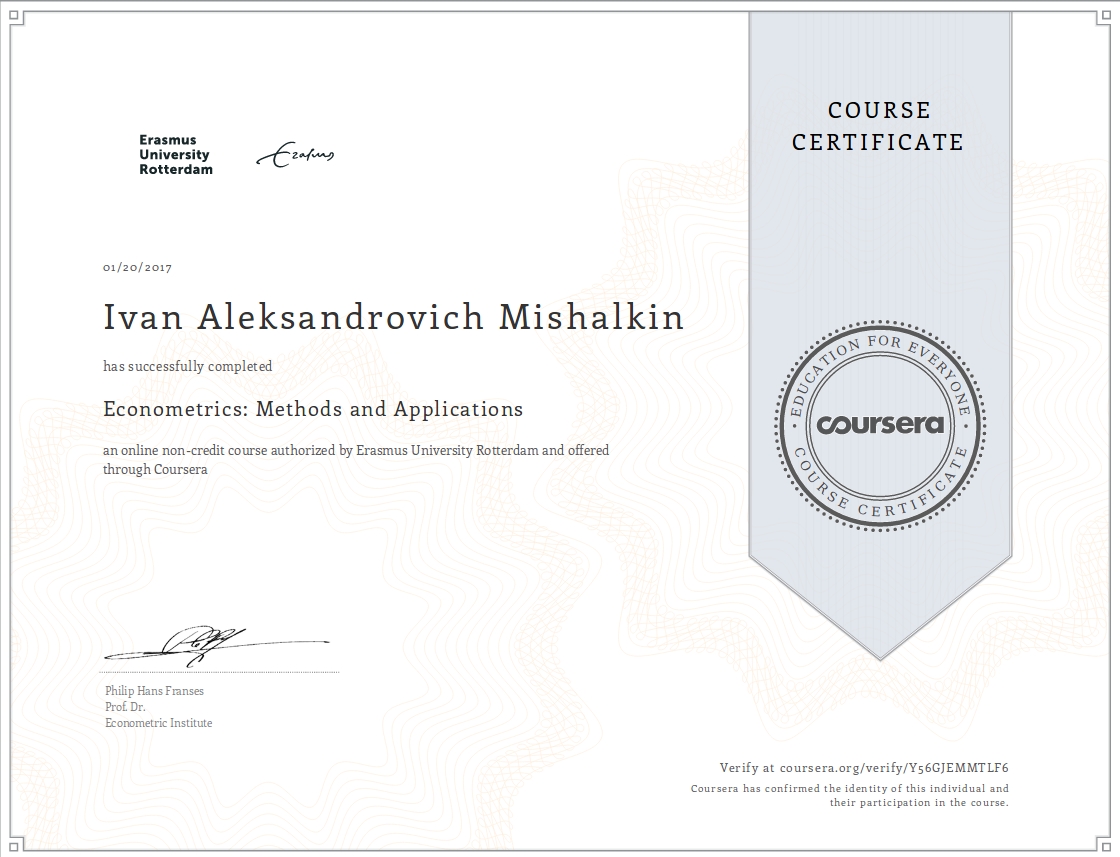 COURSE
CERTIFICATE
Erasmus
University
Rotterdam
Erasmus
01/20/2017
Ivan Aleksandrovich Mishalkin
has successfully completed
Econometrics: Methods and Applications
an online non-credit course authorized by Erasmus University Rotterdam and offered
through Coursera
EDUCATION FOR EVERYONE
coursera
COURSE CERTIFICATE
Philip Hans Franses
Prof. Dr.
Econometric Institute
Verify at coursera.org/verify/Y56GJEMMTLF6
Coursera has confirmed the identity of this individual and
their participation in the course.